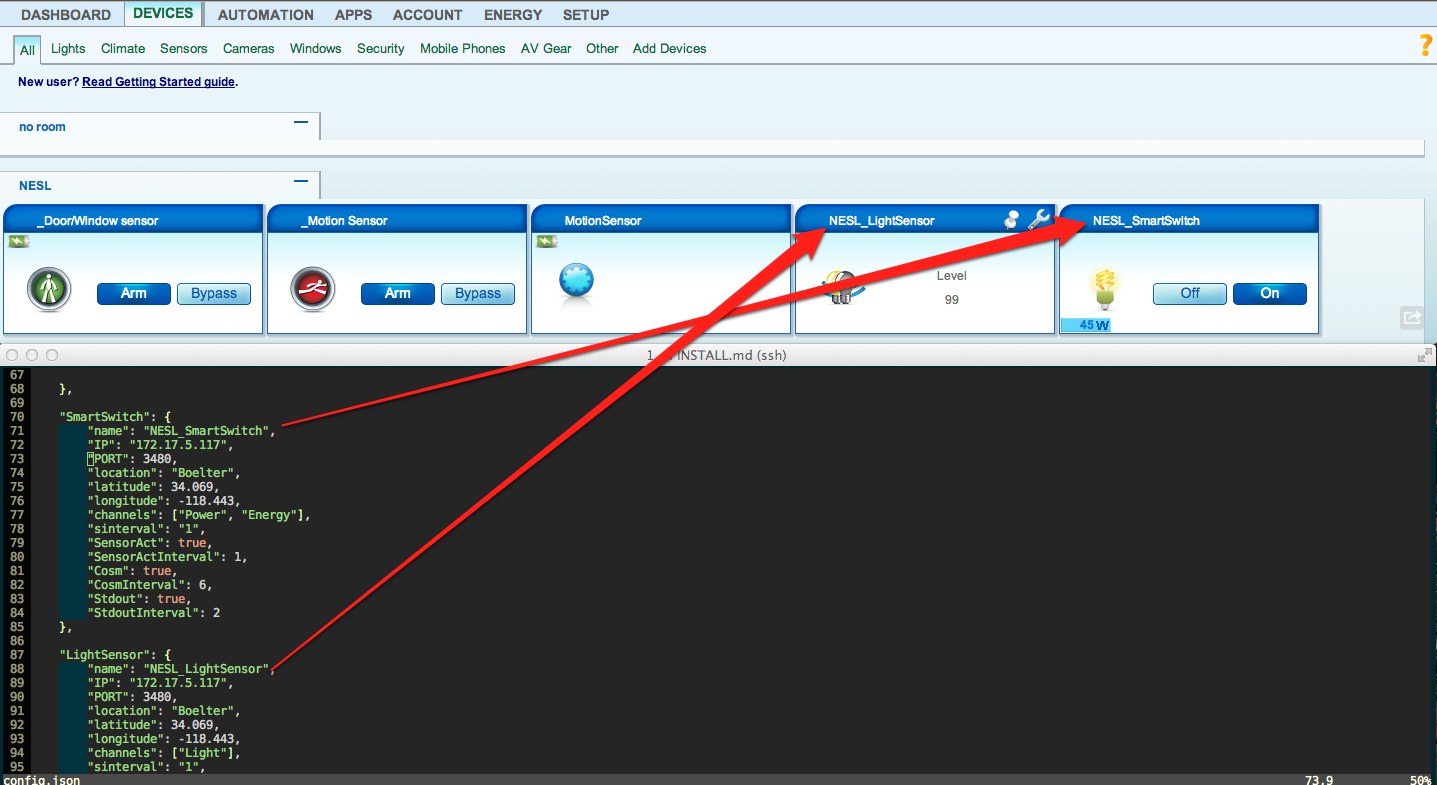 DASHBOARD DEVICES AUTOMATION APPS ACCOUNT ENERGY SETUP
All Lights Climate Sensors Cameras Windows Security Mobile Phones AV Gear Other Add Devices
?
New user? Read Getting Started guide.
no room
NESL
_Door/Window sensor _Motion Sensor MotionSensor NESL_LightSensor NESL_SmartSwitch
Arm Bypass Arm Bypass Level Off On
99
45 W
INSTALL.md (ssh)
67
68 },
69
70 "SmartSwitch": {
71 "name": "NESL_SmartSwitch",
72 "IP": "172.17.5.117",
73 "PORT": 3480,
74 "location": "Boelter",
75 "latitude": 34.069,
76 "longitude": -118.443,
77 "channels": ["Power", "Energy"],
78 "sinterval": "1",
79 "SensorAct": true,
80 "SensorActInterval": 1,
81 "Cosm": true,
82 "CosmInterval": 6,
83 "Stdout": true,
84 "StdoutInterval": 2
85 },
86
87 "LightSensor": {
88 "name": "NESL_LightSensor",
89 "IP": "172.17.5.117",
90 "PORT": 3480,
91 "location": "Boelter",
92 "latitude": 34.069,
93 "longitude": -118.443,
94 "channels": ["Light"],
95 "sinterval": "1",
config.json 73,9 50%